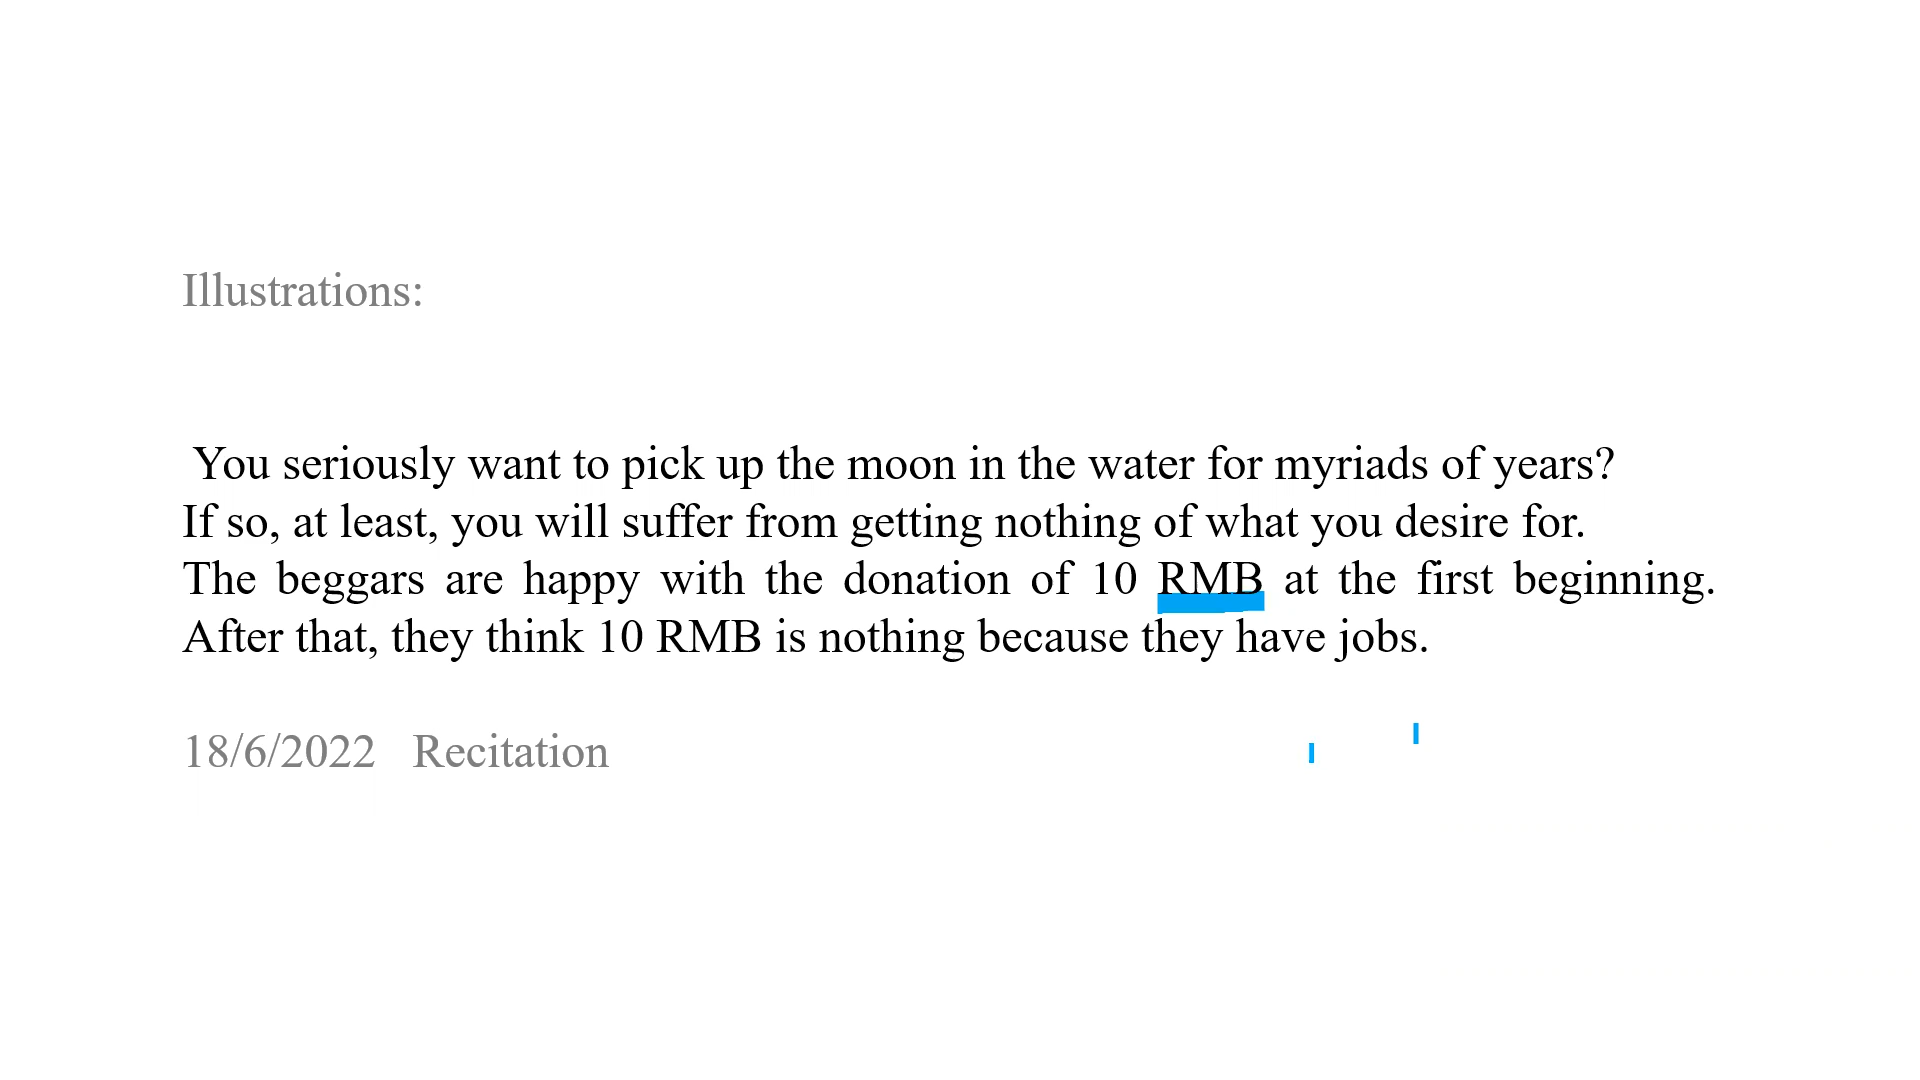 Illustrations:
You seriously want to pick up the moon in the water for myriads of years?
If so, at least, you will suffer from getting nothing of what you desire for.
The beggars are happy with the donation of 10 RMB at the first beginning.
After that, they think 10 RMB is nothing because they have jobs.
18/6/2022 Recitation